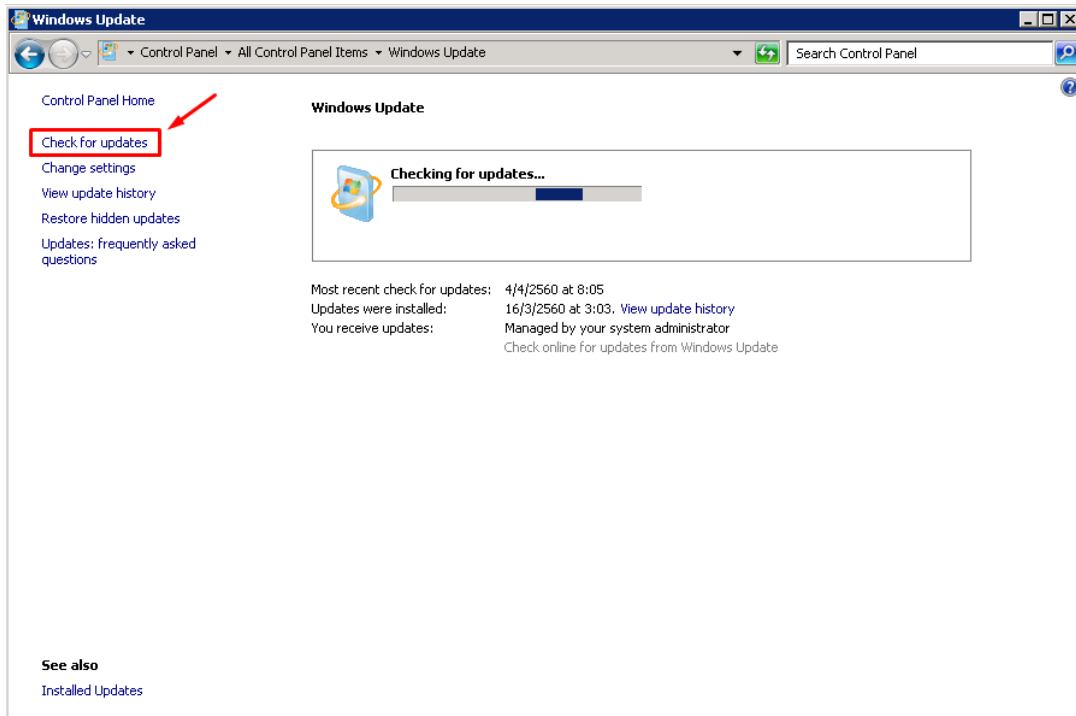 Windows Update
Control Panel ▾ All Control Panel Items ▾ Windows Update
Search Control Panel
Control Panel Home
Check for updates
Change settings
View update history
Restore hidden updates
Updates: frequently asked
questions
Windows Update
Checking for updates...
Most recent check for updates: 4/4/2560 at 8:05
Updates were installed: 16/3/2560 at 3:03. View update history
You receive updates: Managed by your system administrator
Check online for updates from Windows Update
See also
Installed Updates